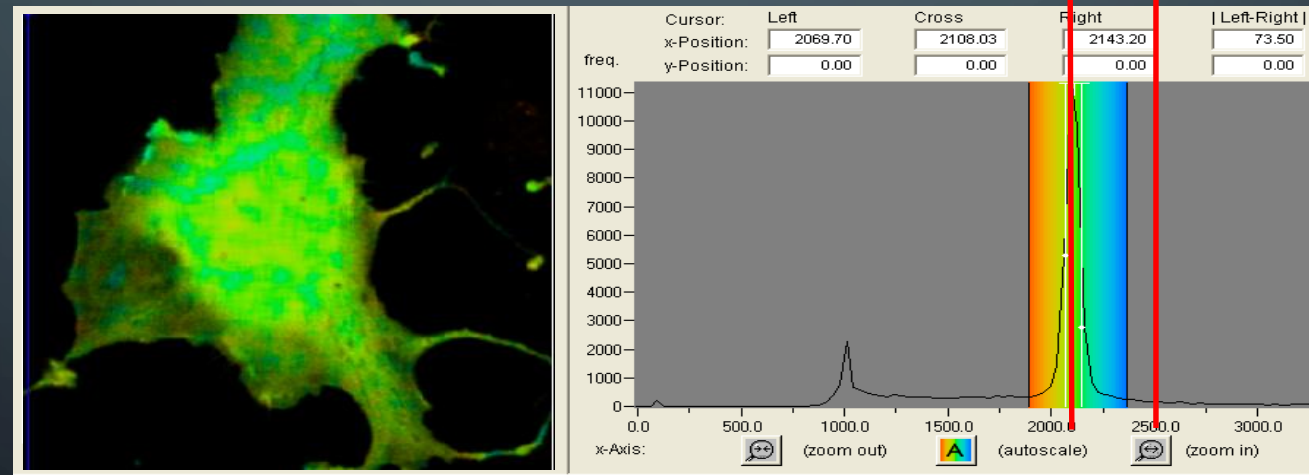 Cursor: Left Cross Right | Left-Right |
x-Position: 2069.70 2108.03 2143.20 73.50
y-Position: 0.00 0.00 0.00 0.00
freq.
11000
10000
9000
8000
7000
6000
5000
4000
3000
2000
1000
0
0.0 500.0 1000.0 1500.0 2000.0 2500.0 3000.0
x-Axis: (zoom out) A (autoscale) (zoom in)